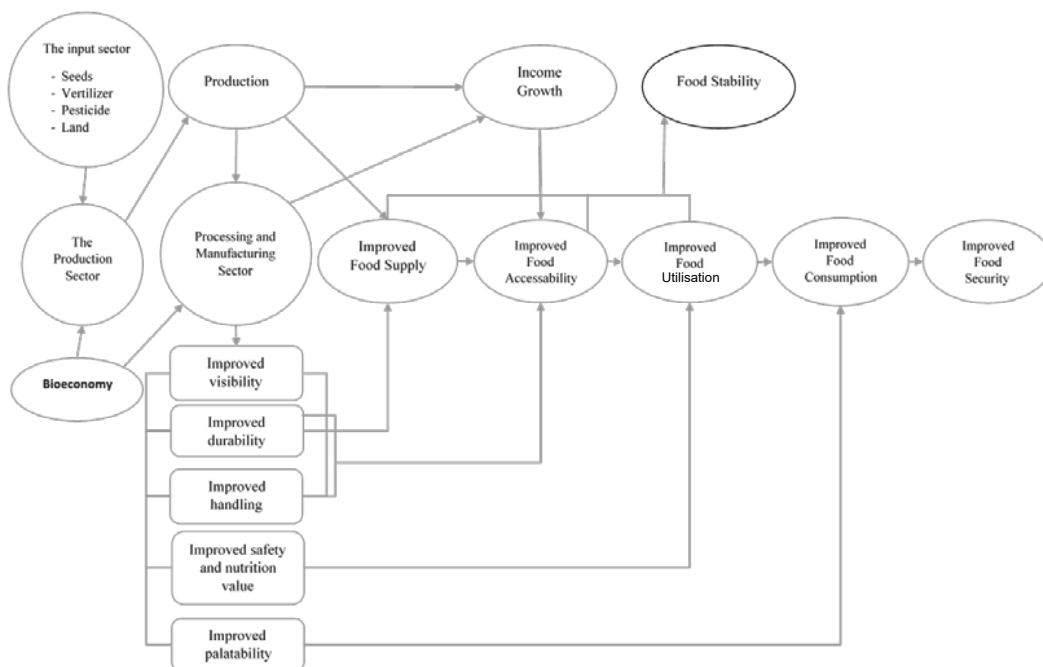 The input sector
- Seeds
- Vertilizer
- Pesticide
- Land
Production
Income
Growth
Food Stability
The
Production
Sector
Processing and
Manufacturing
Sector
Improved
Food Supply
Improved
Food
Accessability
Improved
Food
Utilisation
Improved
Food
Consumption
Improved
Food
Security
Bioeconomy
Improved
visibility
Improved
durability
Improved
handling
Improved safety
and nutrition
value
Improved
palatability